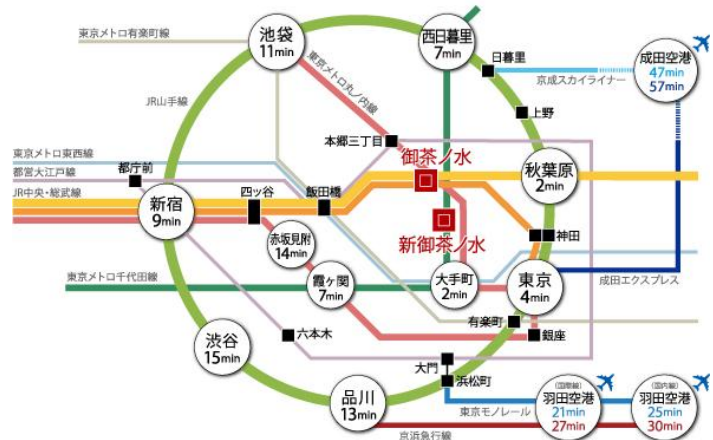 東京メトロ有楽町線
池袋
11min
西日暮里
7min
日暮里
成田空港
47min
57min
京成スカイライナー
東京メトロ丸ノ内線
JR山手線
上野
本郷三丁目
東京メトロ東西線
都営大江戸線
都庁前
JR中央・総武線
御茶ノ水
秋葉原
2min
新宿
9min
四ッ谷
飯田橋
新御茶ノ水
神田
赤坂見附
14min
霞ヶ関
7min
大手町
2min
東京
4min
東京メトロ千代田線
成田エクスプレス
有楽町
銀座
六本木
渋谷
15min
大門
浜松町
品川
13min
東京モノレール
京浜急行線
(国際線)
羽田空港
21min
27min
(国内線)
羽田空港
25min
30min